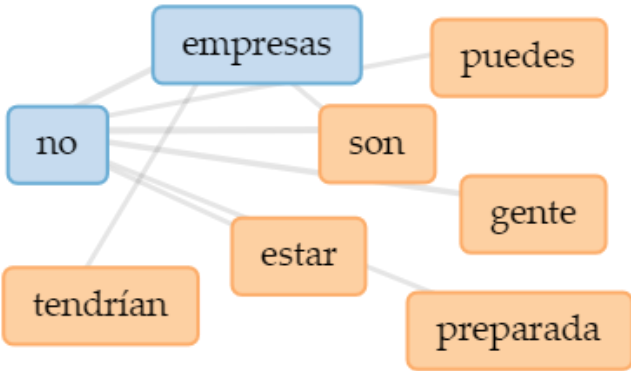 empresas
puedes
no
son
gente
estar
tendrían
preparada